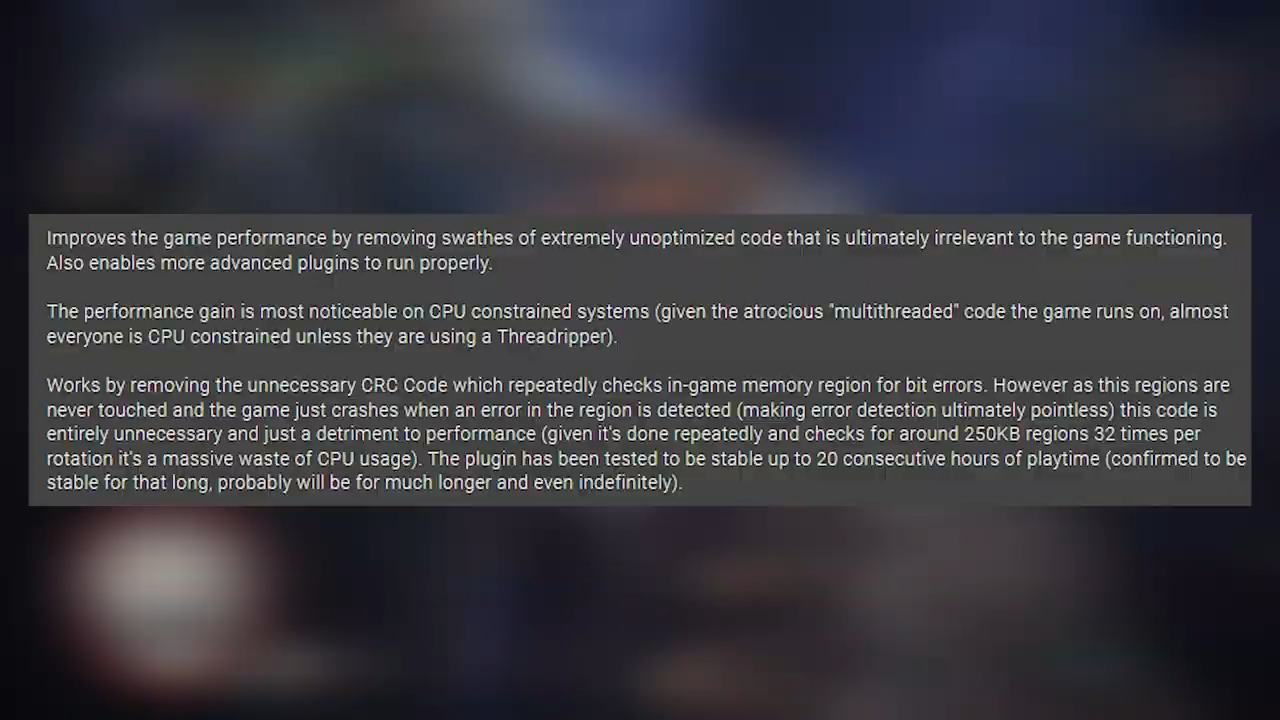 Improves the game performance by removing swathes of extremely unoptimized code that is ultimately irrelevant to the game functioning.
Also enables more advanced plugins to run properly.
The performance gain is most noticeable on CPU constrained systems (given the atrocious "multithreaded" code the game runs on, almost
everyone is CPU constrained unless they are using a Threadripper).
Works by removing the unnecessary CRC Code which repeatedly checks in-game memory region for bit errors. However as this regions are
never touched and the game just crashes when an error in the region is detected (making error detection ultimately pointless) this code is
entirely unnecessary and just a detriment to performance (given it's done repeatedly and checks for around 250KB regions 32 times per
rotation it's a massive waste of CPU usage). The plugin has been tested to be stable up to 20 consecutive hours of playtime (confirmed to be
stable for that long, probably will be for much longer and even indefinitely).